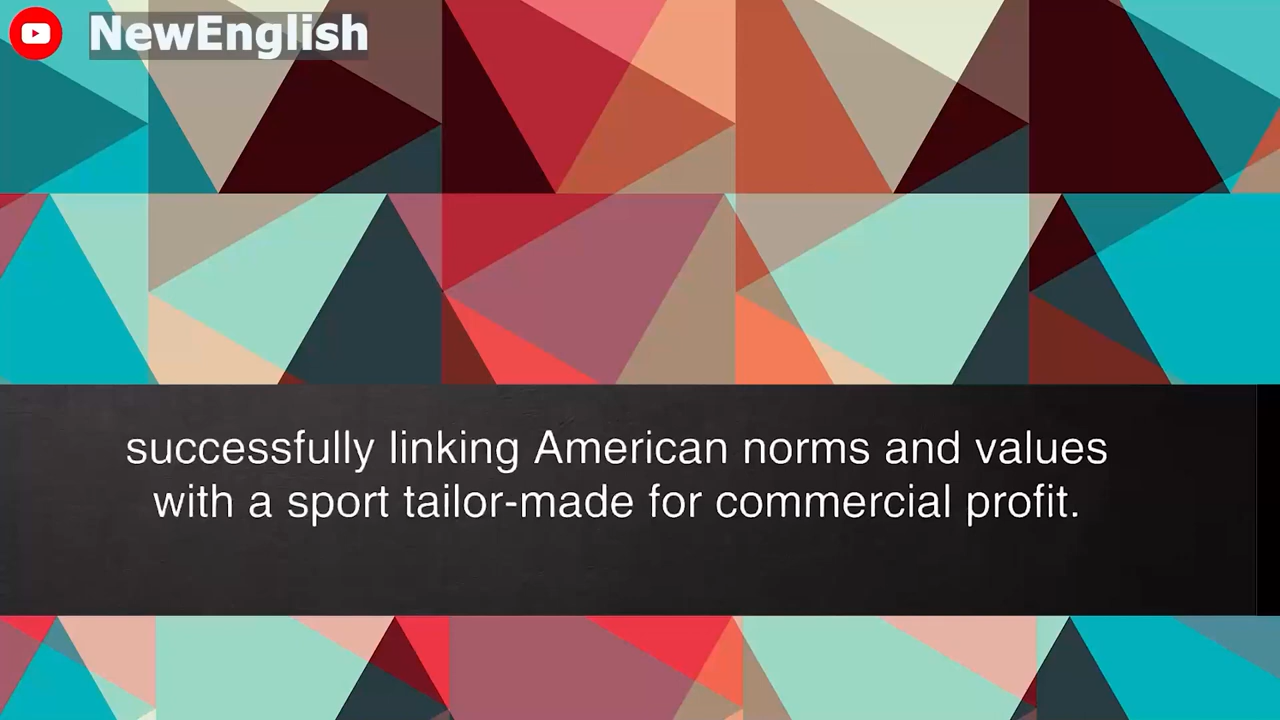 NewEnglish
successfully linking American norms and values
with a sport tailor-made for commercial profit.